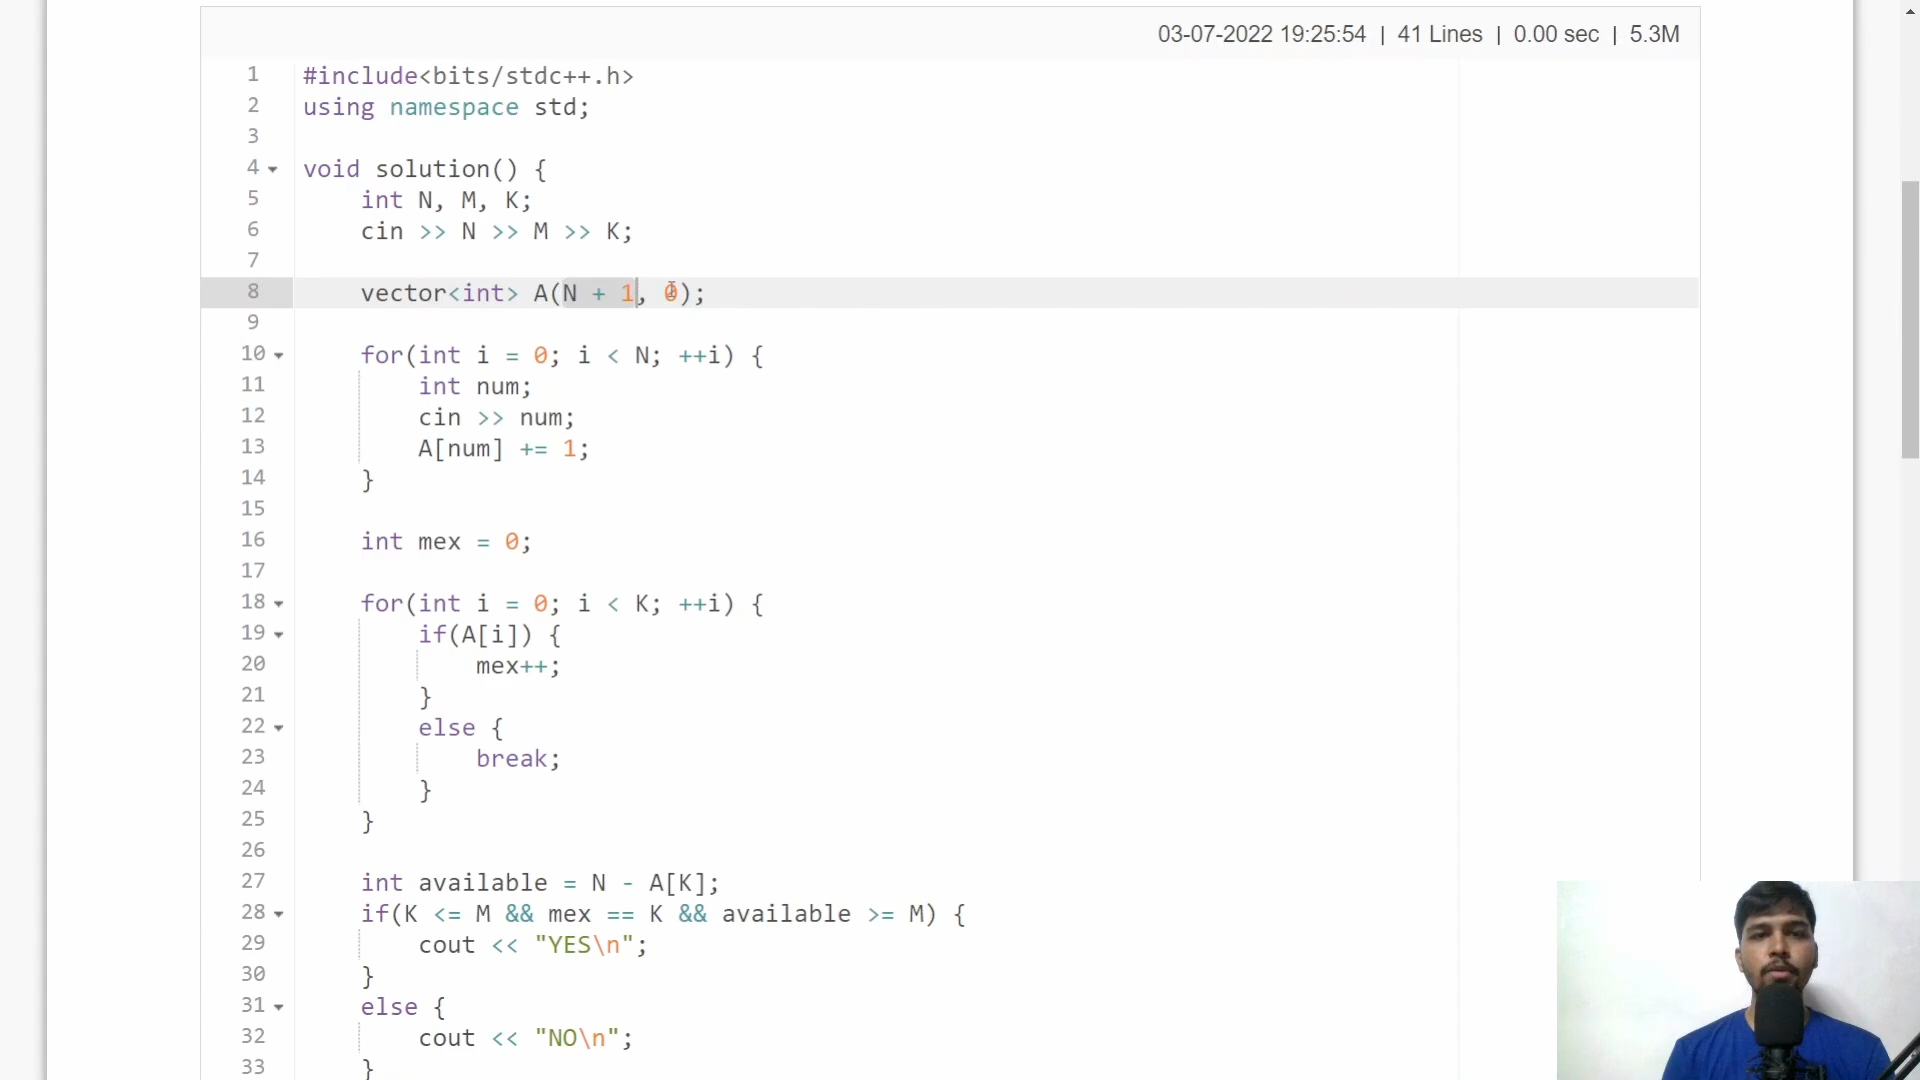 03-07-2022 19:25:54 | 41 Lines | 0.00 sec | 5.3M
1 #include<bits/stdc++.h>
2 using namespace std;
3
4 void solution() {
5 int N, M, K;
6 cin >> N >> M >> K;
7
8 vector<int> A(N + 1, 0);
9
10 for(int i = 0; i < N; ++i) {
11 int num;
12 cin >> num;
13 A[num] += 1;
14 }
15
16 int mex = 0;
17
18 for(int i = 0; i < K; ++i) {
19 if(A[i]) {
20 mex++;
21 }
22 else {
23 break;
24 }
25 }
26
27 int available = N - A[K];
28 if(K <= M && mex == K && available >= M) {
29 cout << "YES\n";
30 }
31 else {
32 cout << "NO\n";
33 }